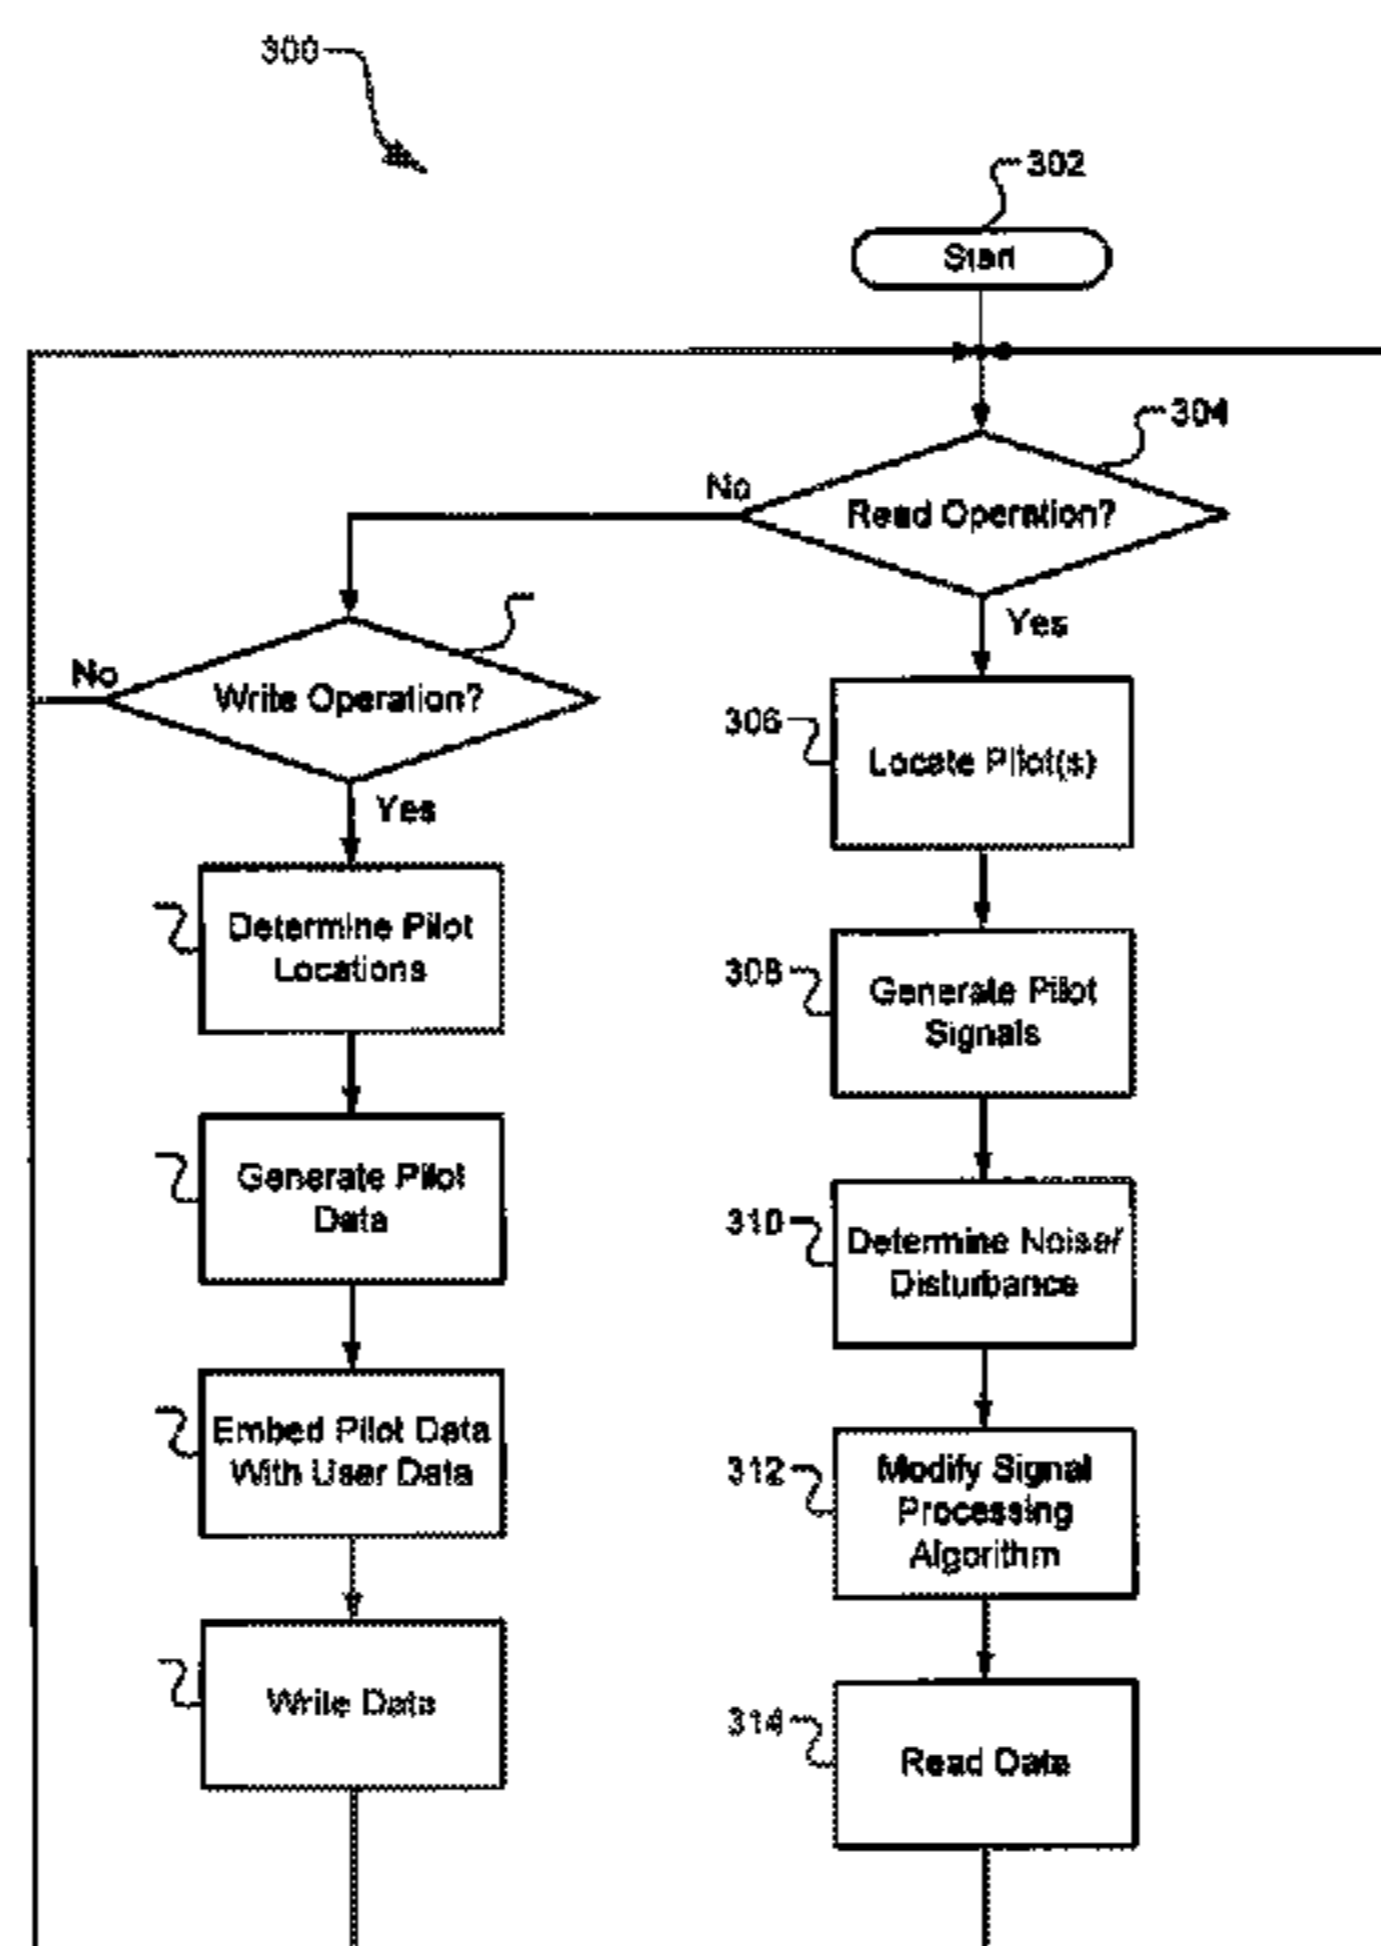 300
302
Start
304
No
Read Operation?
Yes
No
Write Operation?
306
Locate Pilot(s)
Yes
Determine Pilot
Locations
308
Generate Pilot
Signals
Generate Pilot
Data
310
Determine Noise/
Disturbance
Embed Pilot Data
With User Data
312
Modify Signal
Processing
Algorithm
Write Data
314
Read Data